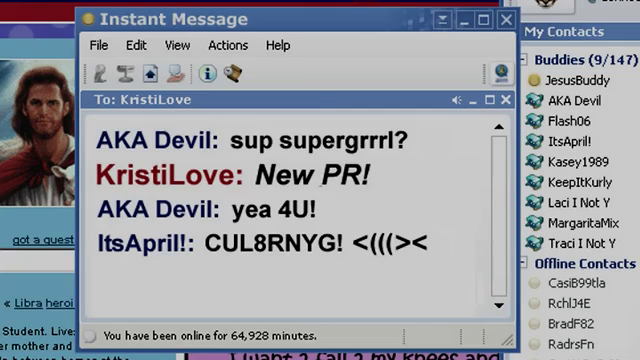 Instant Message
File Edit View Actions Help
To: KristiLove
AKA Devil: sup supergrrrl?
KristiLove: New PR!
AKA Devil: yea 4U!
ItsApril!: CUL8RNYG! <(((><
You have been online for 64,928 minutes.
My Contacts
Buddies (9/147)
JesusBuddy
AKA Devil
Flash06
ItsApril!
Kasey1989
KeepItKurly
Laci I Not Y
MargaritaMix
Traci I Not Y
Offline Contacts
CasiB99tla
RchlJ4E
BradF82
RadrsFn
got a quest
« Libra heroi
Student. Live:
er mother and
I want 2 call 2 my knees and